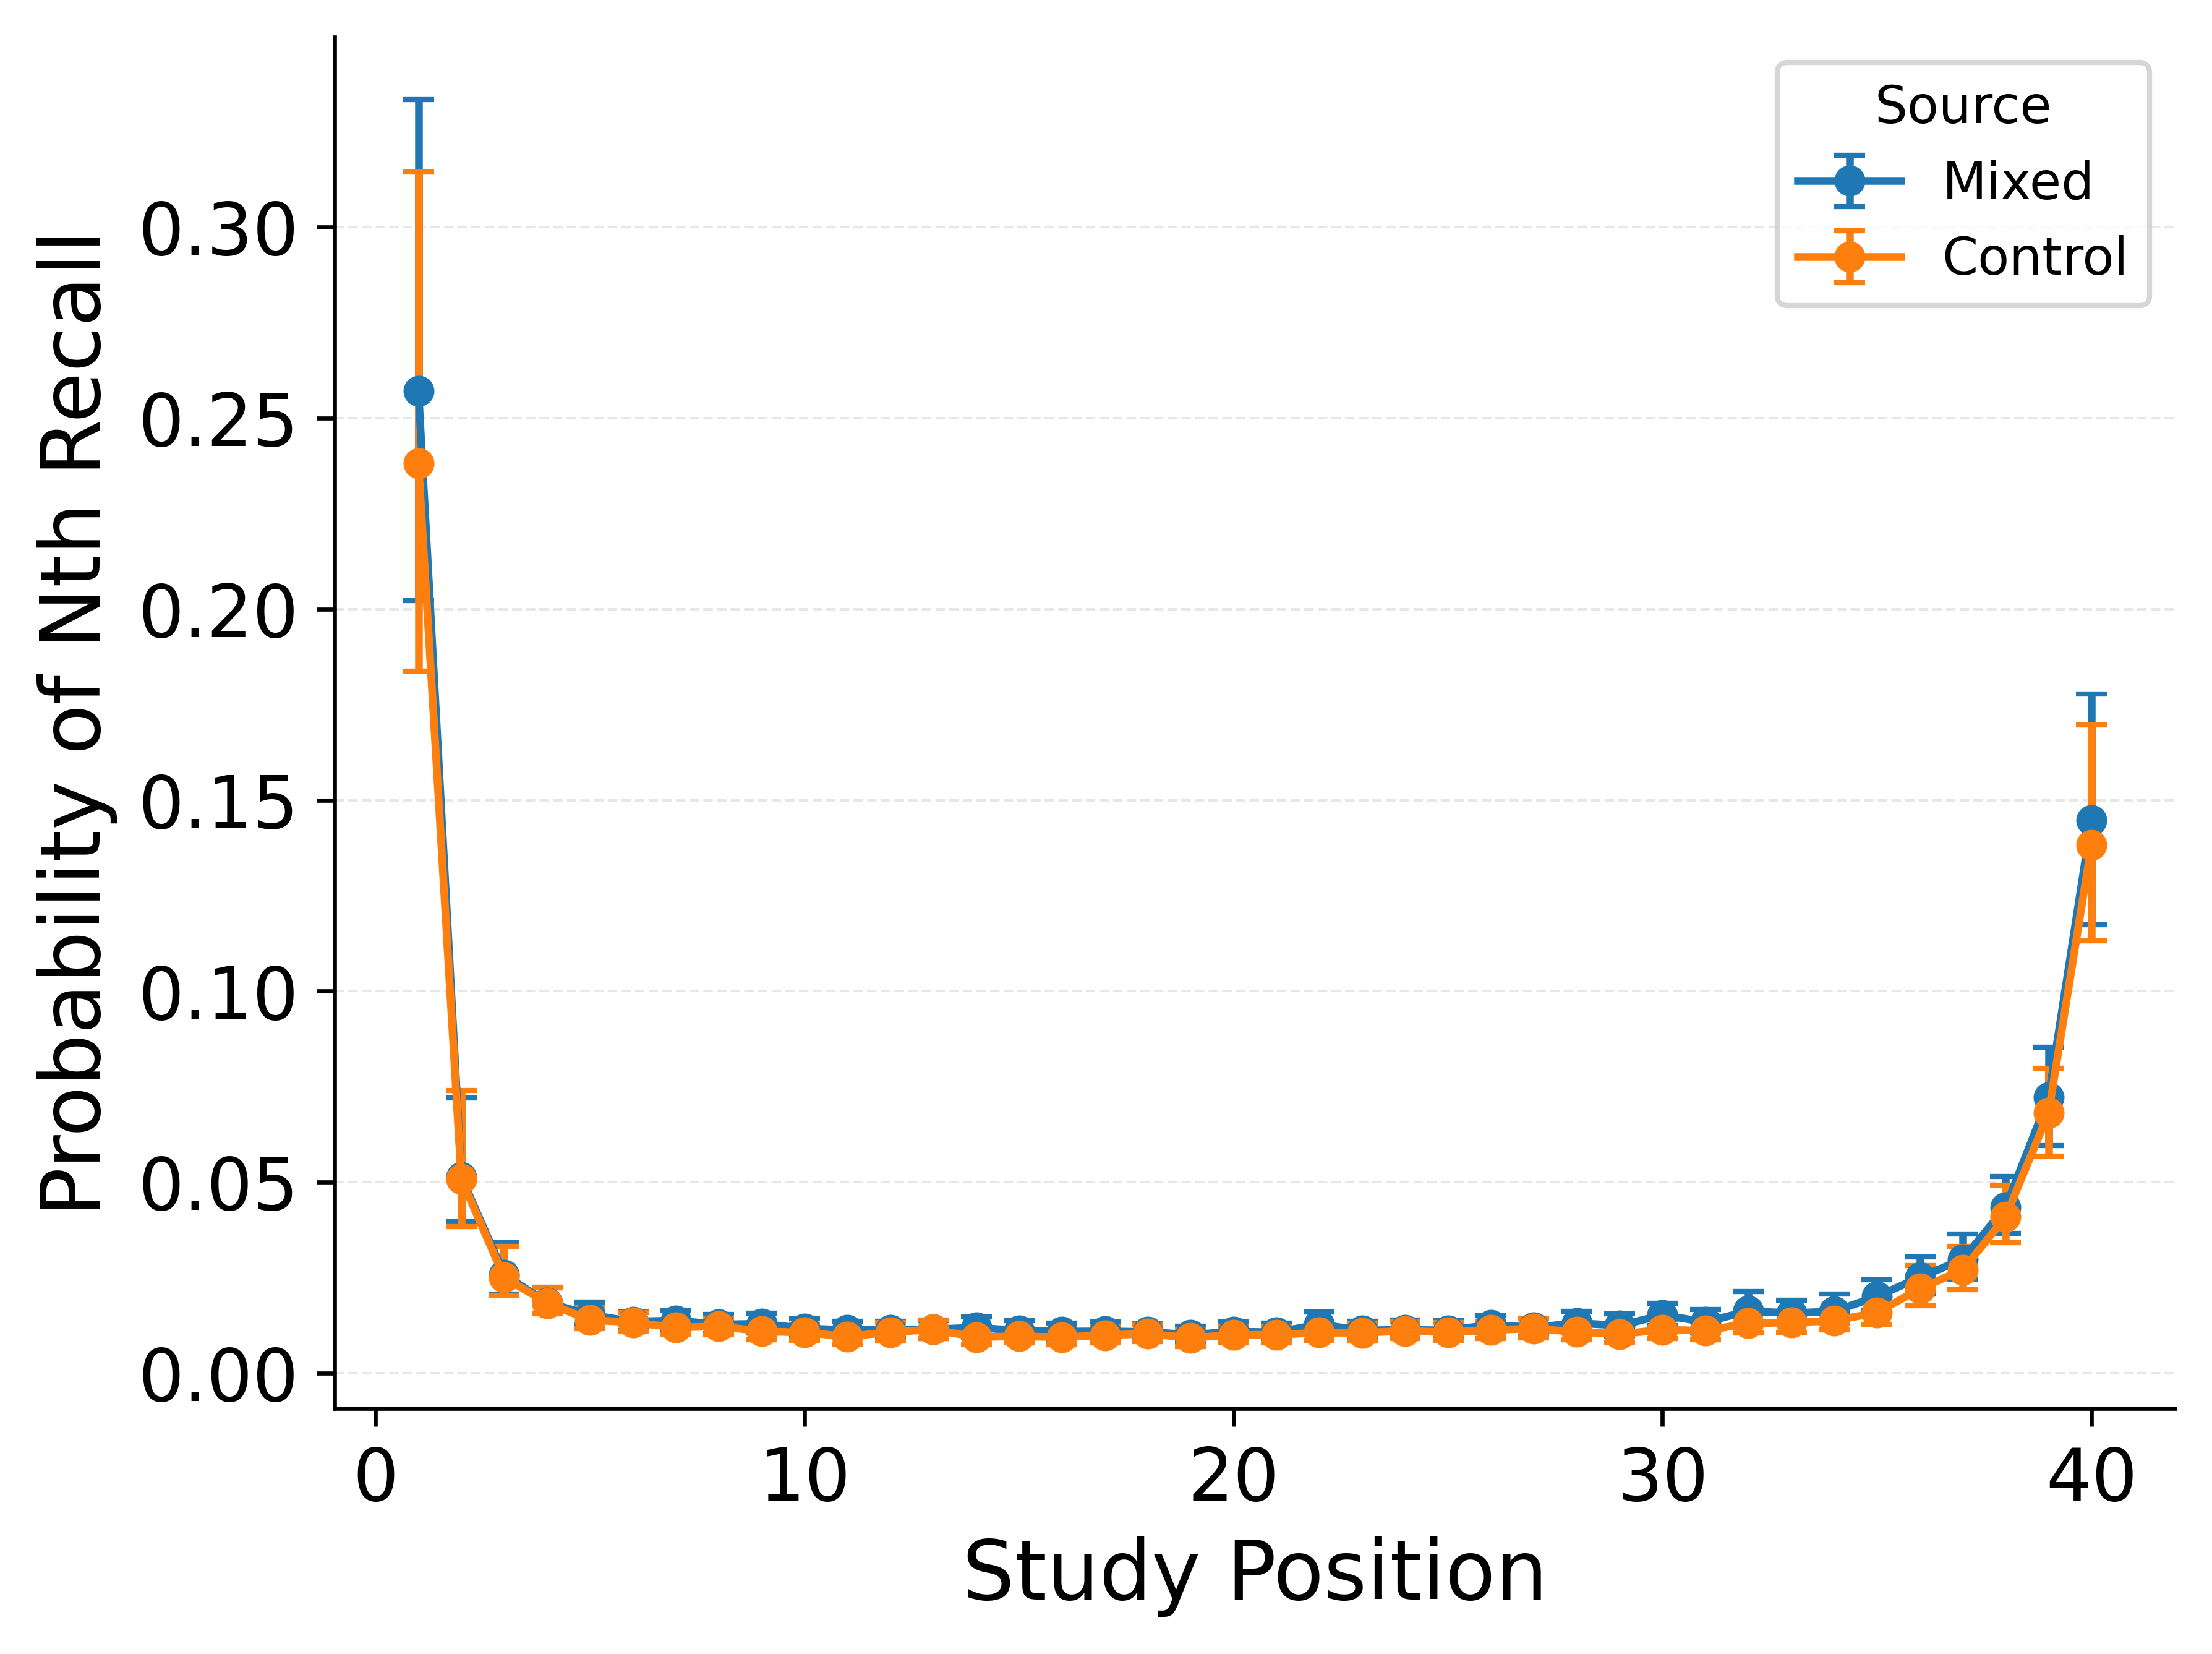 Source
Mixed
Control
Probability of Nth Recall
0.30
0.25
0.20
0.15
0.10
0.05
0.00
0 10 20 30 40
Study Position